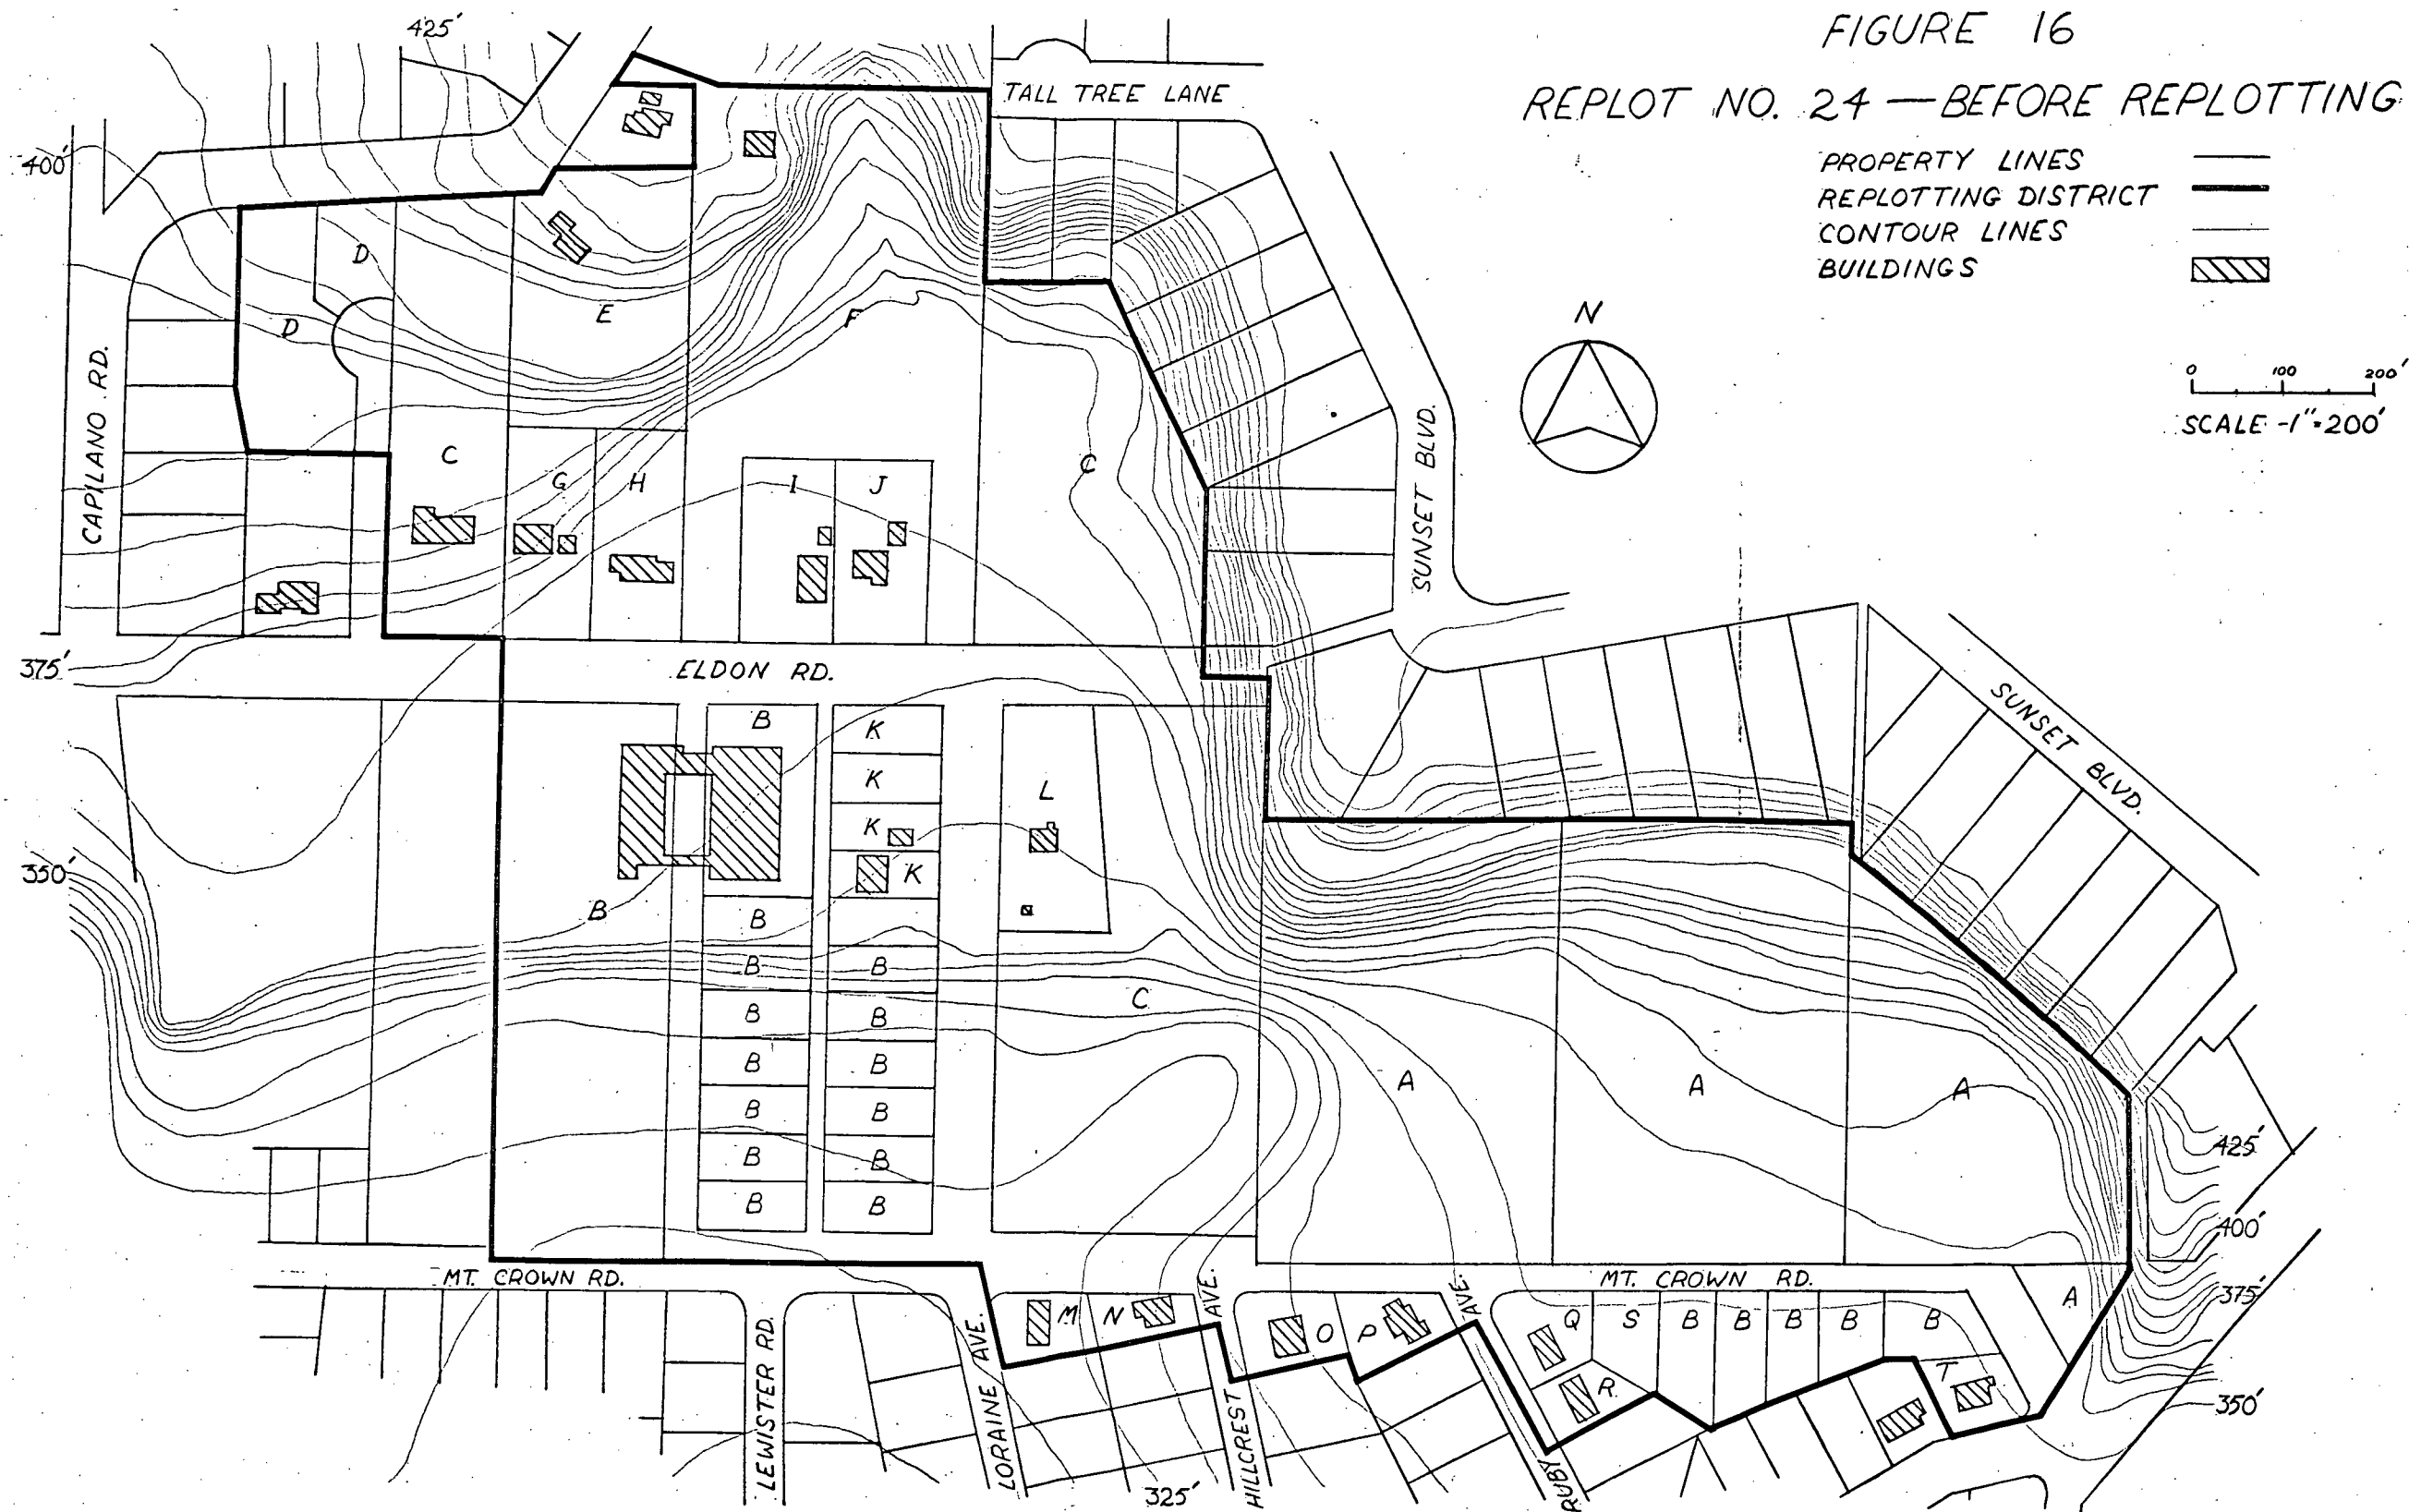 FIGURE 16
REPLOT NO. 24 — BEFORE REPLOTTING
PROPERTY LINES
REPLOTTING DISTRICT
CONTOUR LINES
BUILDINGS
N
0 100 200'
SCALE -1"=200'
425'
400'
TALL TREE LANE
D
D
E
F
CAPILANO RD.
C
G
H
I
J
C
SUNSET BLVD.
375'
ELDON RD.
SUNSET BLVD.
B
K
K
K
K
L
350'
B
B
B
B
B
B
B
B
B
B
B
B
B
B
C
A
A
A
425'
400'
375'
350'
MT. CROWN RD.
MT. CROWN RD.
A
M
N
O
P
Q
S
B
B
B
B
B
R
T
LEWISTER RD.
LORAINE AVE.
HILLCREST AVE.
RUBY AVE.
325'